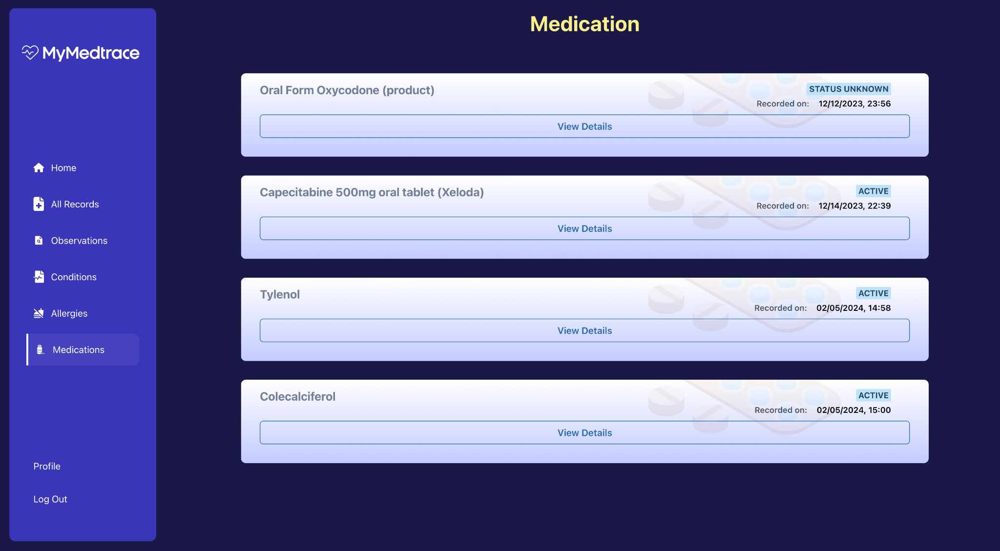 MyMedtrace
Home
All Records
Observations
Conditions
Allergies
Medications
Profile
Log Out
Medication
Oral Form Oxycodone (product)
STATUS UNKNOWN
Recorded on: 12/12/2023, 23:56
View Details
Capecitabine 500mg oral tablet (Xeloda)
ACTIVE
Recorded on: 12/14/2023, 22:39
View Details
Tylenol
ACTIVE
Recorded on: 02/05/2024, 14:58
View Details
Colecalciferol
ACTIVE
Recorded on: 02/05/2024, 15:00
View Details